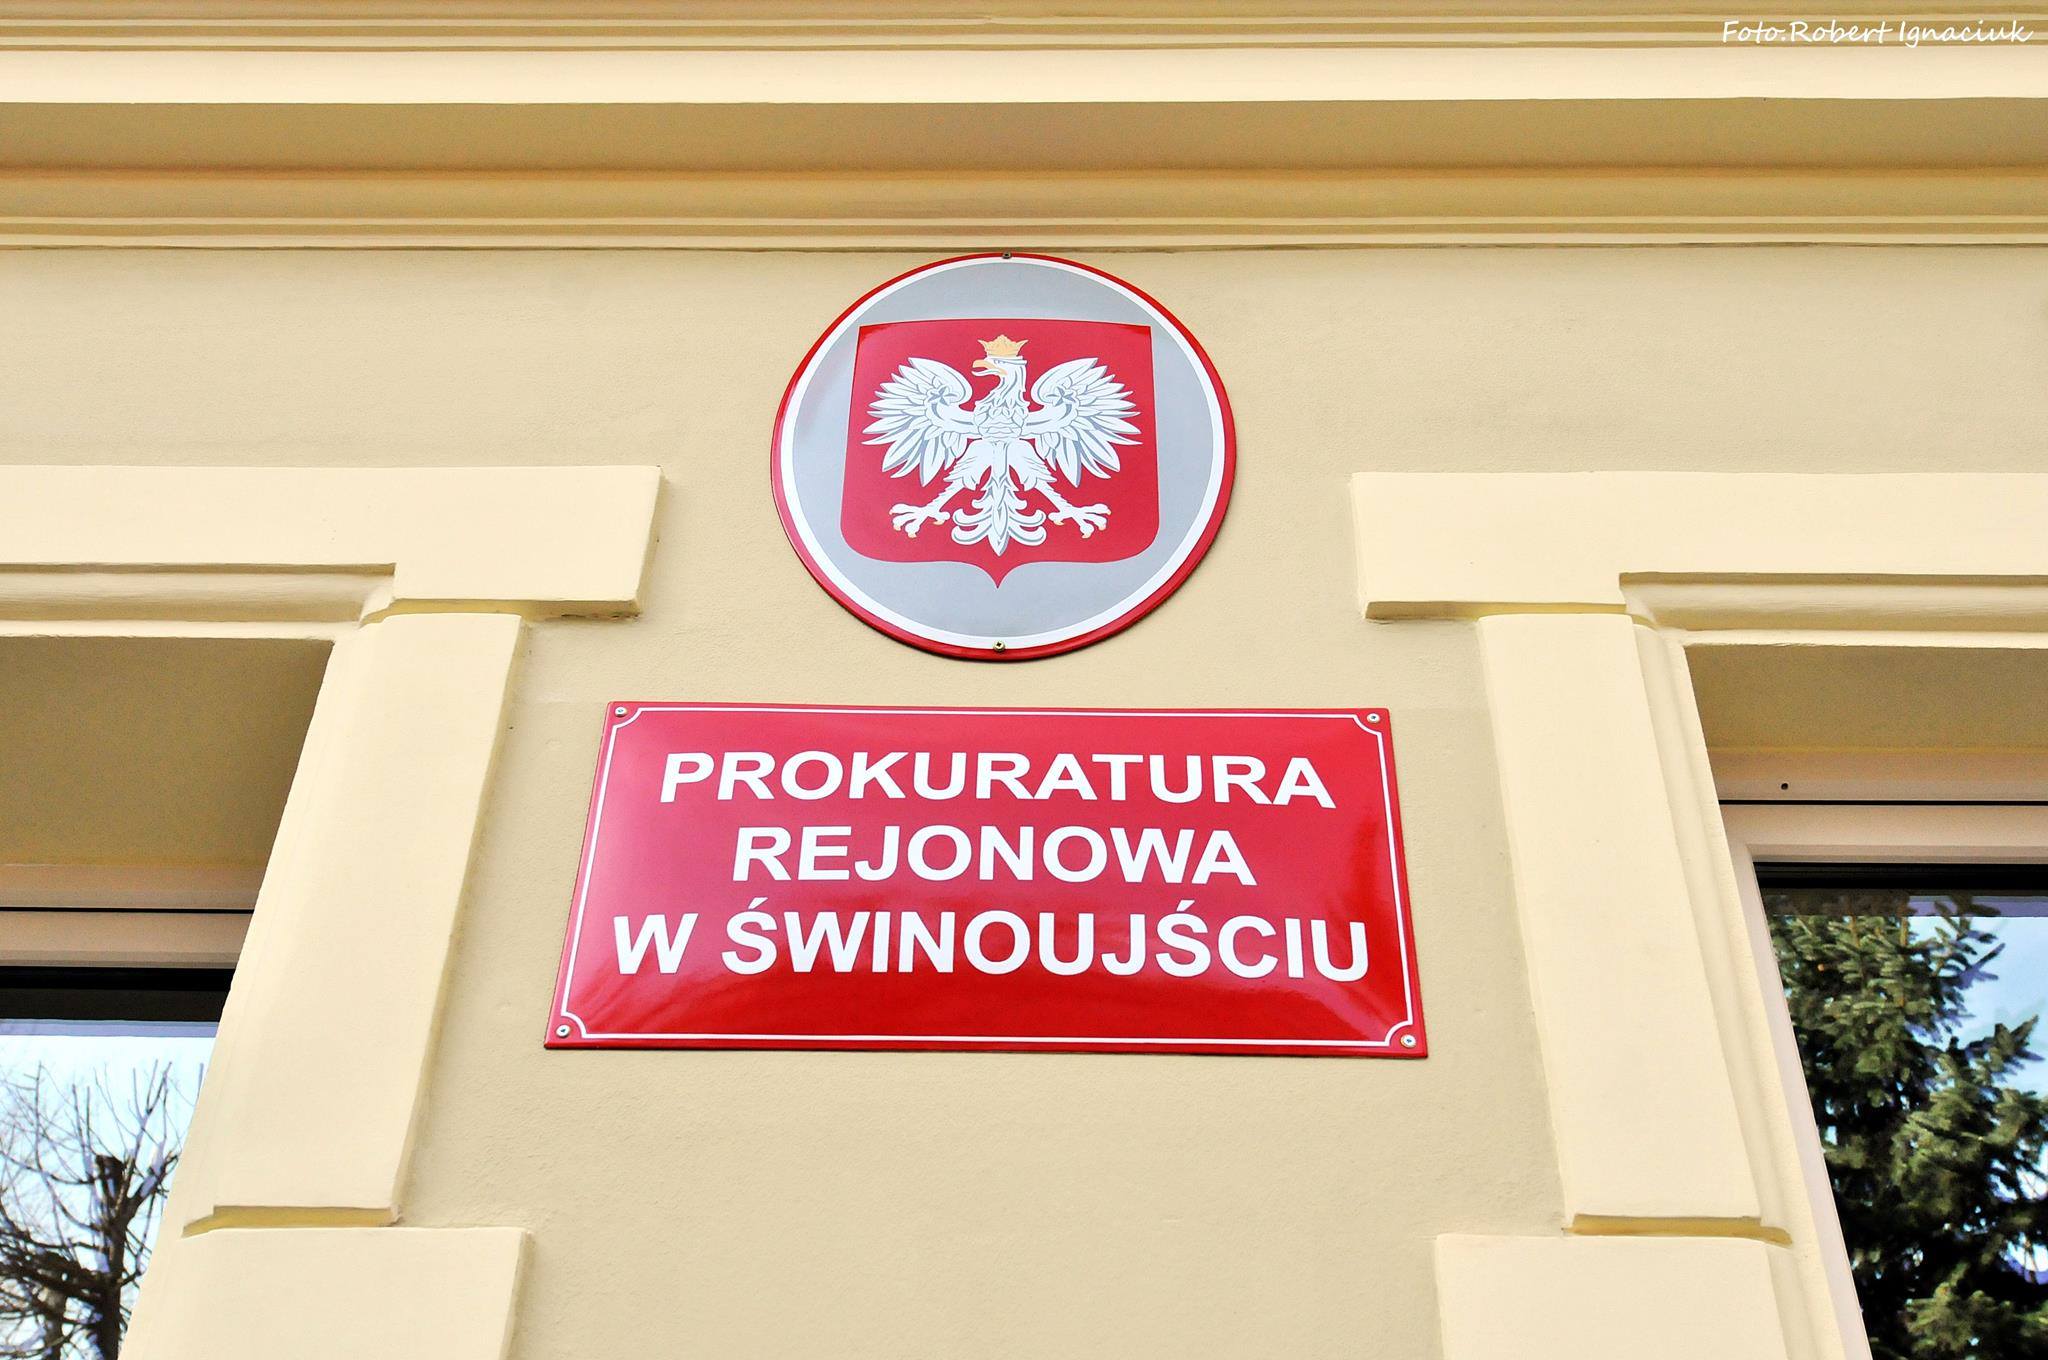 Foto.Robert Ignaciuk
PROKURATURA
REJONOWA
W ŚWINOUJŚCIU